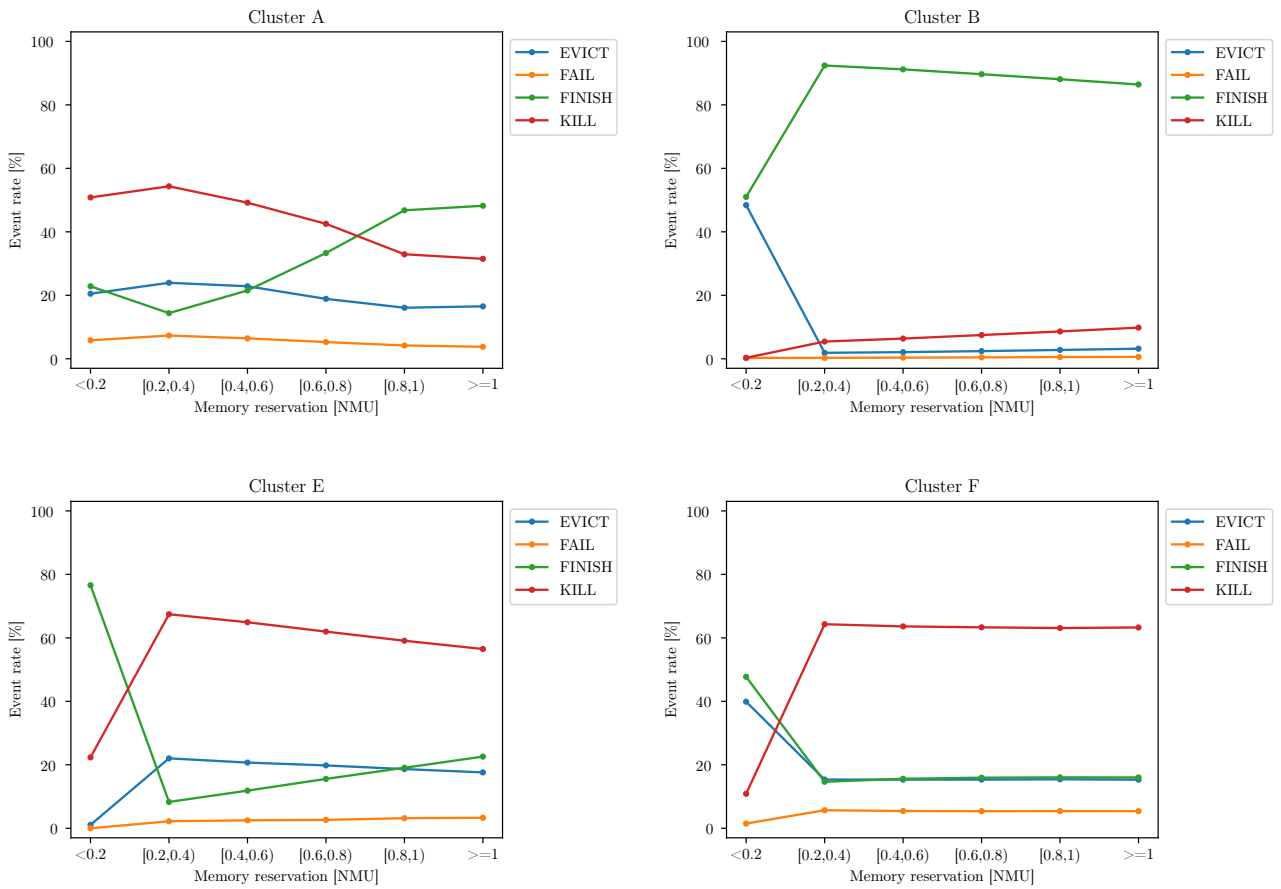 Cluster A
100
80
60
40
20
0
Event rate [%]
<0.2 [0.2,0.4) [0.4,0.6) [0.6,0.8) [0.8,1) >=1
Memory reservation [NMU]
EVICT
FAIL
FINISH
KILL
Cluster B
100
80
60
40
20
0
Event rate [%]
<0.2 [0.2,0.4) [0.4,0.6) [0.6,0.8) [0.8,1) >=1
Memory reservation [NMU]
EVICT
FAIL
FINISH
KILL
Cluster E
100
80
60
40
20
0
Event rate [%]
<0.2 [0.2,0.4) [0.4,0.6) [0.6,0.8) [0.8,1) >=1
Memory reservation [NMU]
EVICT
FAIL
FINISH
KILL
Cluster F
100
80
60
40
20
0
Event rate [%]
<0.2 [0.2,0.4) [0.4,0.6) [0.6,0.8) [0.8,1) >=1
Memory reservation [NMU]
EVICT
FAIL
FINISH
KILL